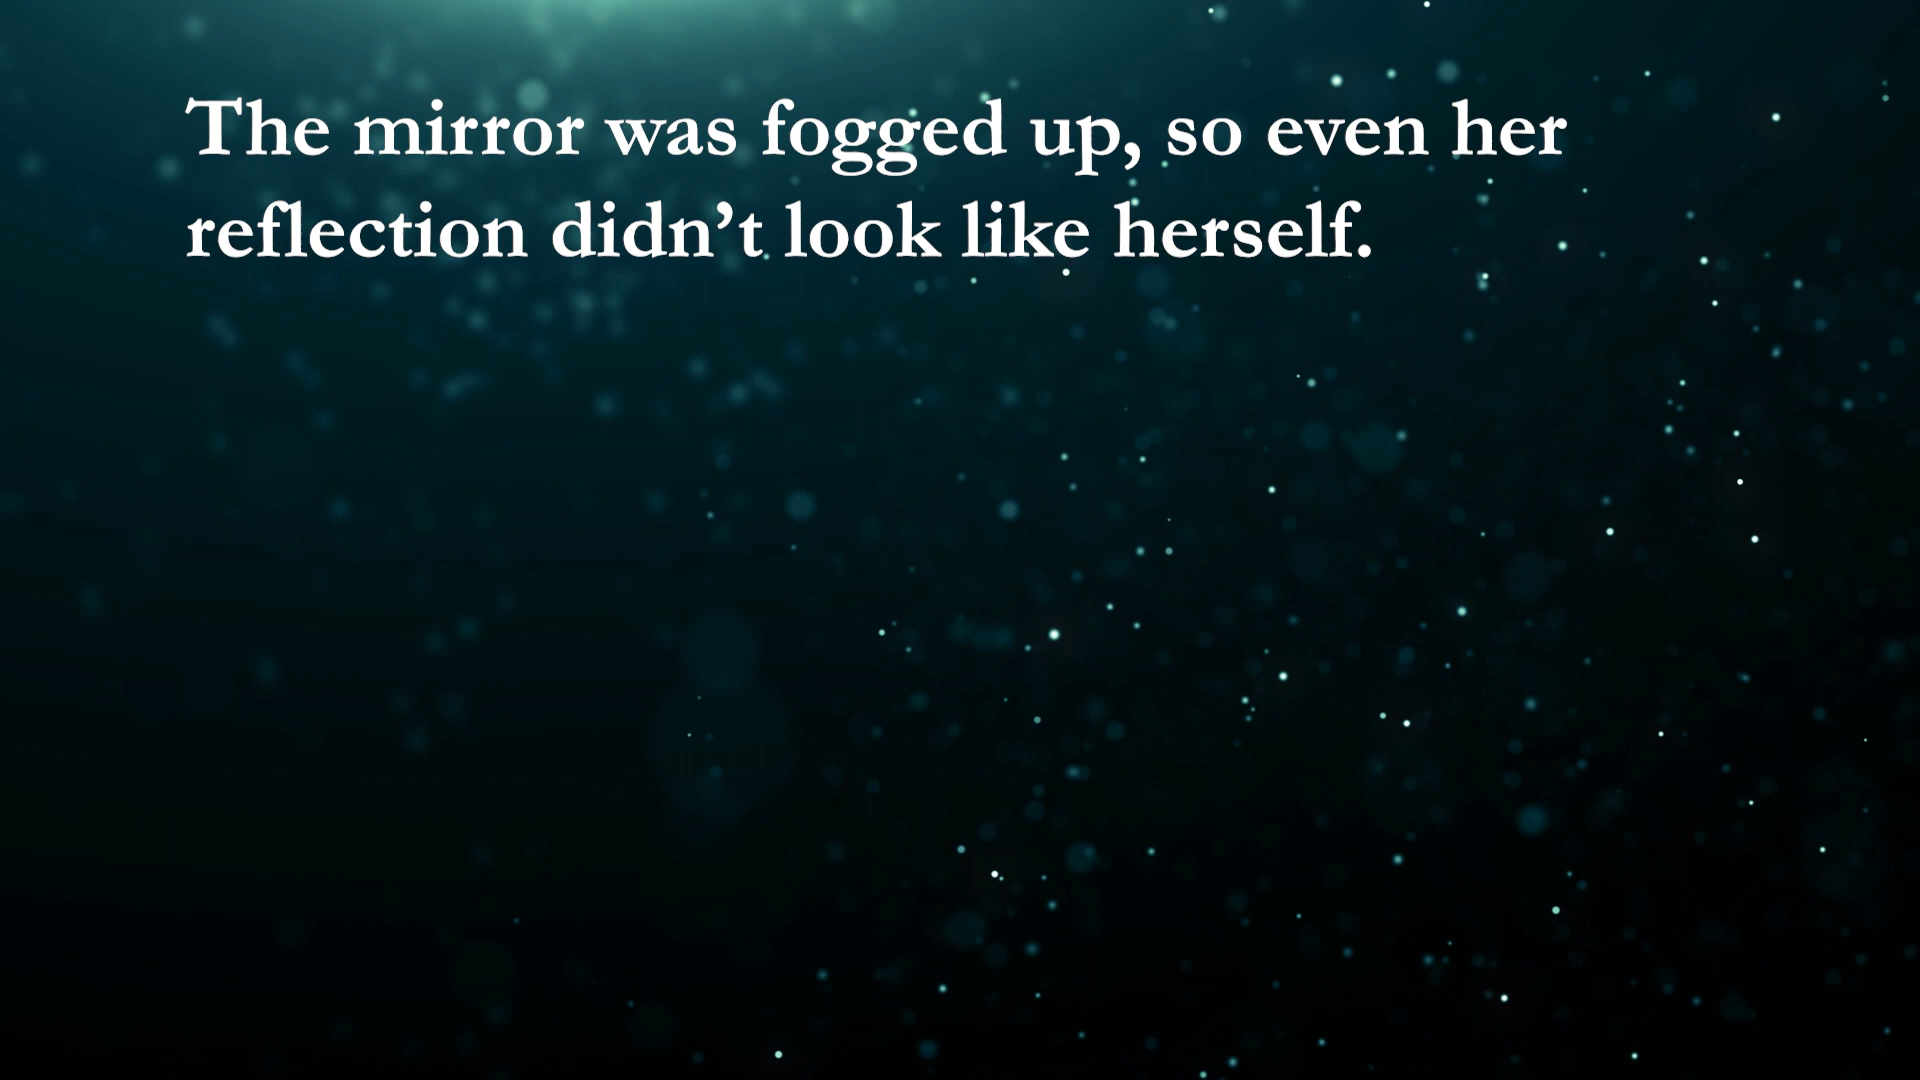 The mirror was fogged up, so even her
reflection didn’t look like herself.